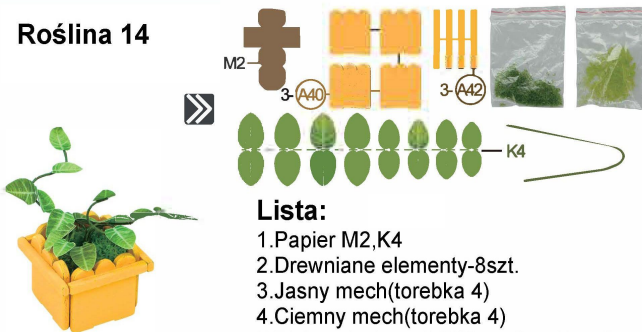 Roślina 14
M2
3-A40
3-A42
K4
Lista:
1.Papier M2,K4
2.Drewniane elementy-8szt.
3.Jasny mech(torebka 4)
4.Ciemny mech(torebka 4)